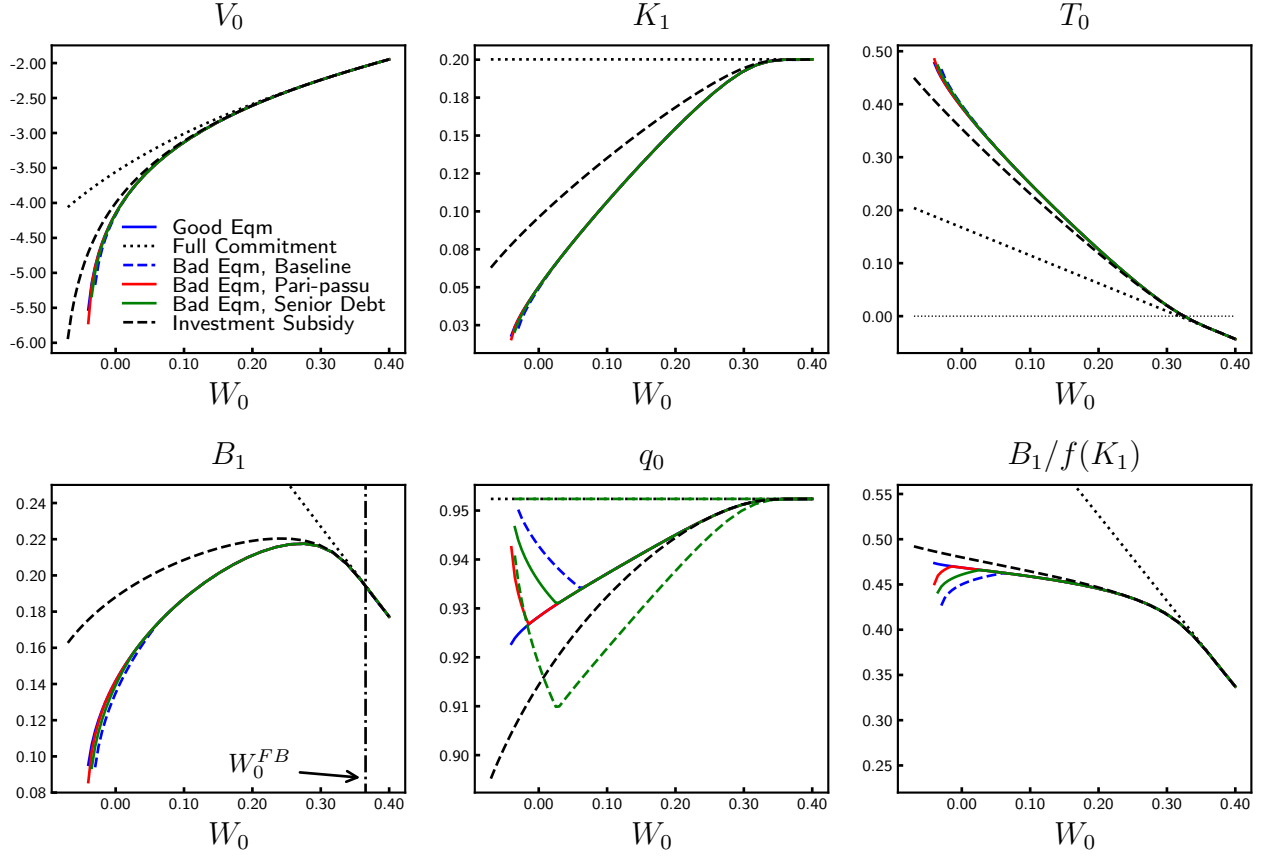 V₀
K₁
T₀
-2.00
-2.50
-3.00
-3.50
-4.00
-4.50
-5.00
-5.50
-6.00
Good Eqm
Full Commitment
Bad Eqm, Baseline
Bad Eqm, Pari-passu
Bad Eqm, Senior Debt
Investment Subsidy
0.00 0.10 0.20 0.30 0.40
W₀
0.20
0.18
0.15
0.12
0.10
0.08
0.05
0.03
0.00 0.10 0.20 0.30 0.40
W₀
0.50
0.40
0.30
0.20
0.10
0.00
0.00 0.10 0.20 0.30 0.40
W₀
B₁
q₀
B₁/f(K₁)
0.24
0.22
0.20
0.18
0.16
0.14
0.12
0.10
0.08
W₀^{FB}
0.00 0.10 0.20 0.30 0.40
W₀
0.95
0.94
0.93
0.92
0.91
0.90
0.00 0.10 0.20 0.30 0.40
W₀
0.55
0.50
0.45
0.40
0.35
0.30
0.25
0.00 0.10 0.20 0.30 0.40
W₀